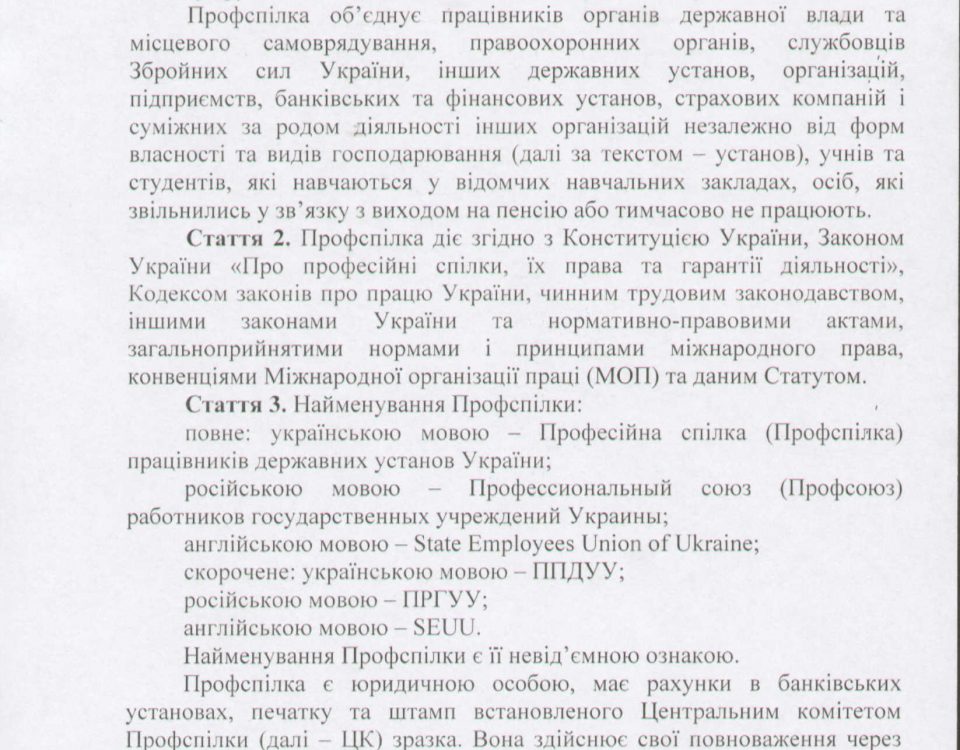 Профспілка об’єднує працівників органів державної влади та
місцевого самоврядування, правоохоронних органів, службовців
Збройних сил України, інших державних установ, організацій,
підприємств, банківських та фінансових установ, страхових компаній і
суміжних за родом діяльності інших організацій незалежно від форм
власності та видів господарювання (далі за текстом – установ), учнів та
студентів, які навчаються у відомчих навчальних закладах, осіб, які
звільнились у зв’язку з виходом на пенсію або тимчасово не працюють.
Стаття 2. Профспілка діє згідно з Конституцією України, Законом
України «Про професійні спілки, їх права та гарантії діяльності»,
Кодексом законів про працю України, чинним трудовим законодавством,
іншими законами України та нормативно-правовими актами,
загальноприйнятими нормами і принципами міжнародного права,
конвенціями Міжнародної організації праці (МОП) та даним Статутом.
Стаття 3. Найменування Профспілки:
повне: українською мовою – Професійна спілка (Профспілка)
працівників державних установ України;
російською мовою – Профессиональный союз (Профсоюз)
работников государственных учреждений Украины;
англійською мовою – State Employees Union of Ukraine;
скорочене: українською мовою – ППДУУ;
російською мовою – ПРГУУ;
англійською мовою – SEUU.
Найменування Профспілки є її невід’ємною ознакою.
Профспілка є юридичною особою, має рахунки в банківських
установах, печатку та штамп встановленого Центральним комітетом
Профспілки (далі – ЦК) зразка. Вона здійснює свої повноваження через